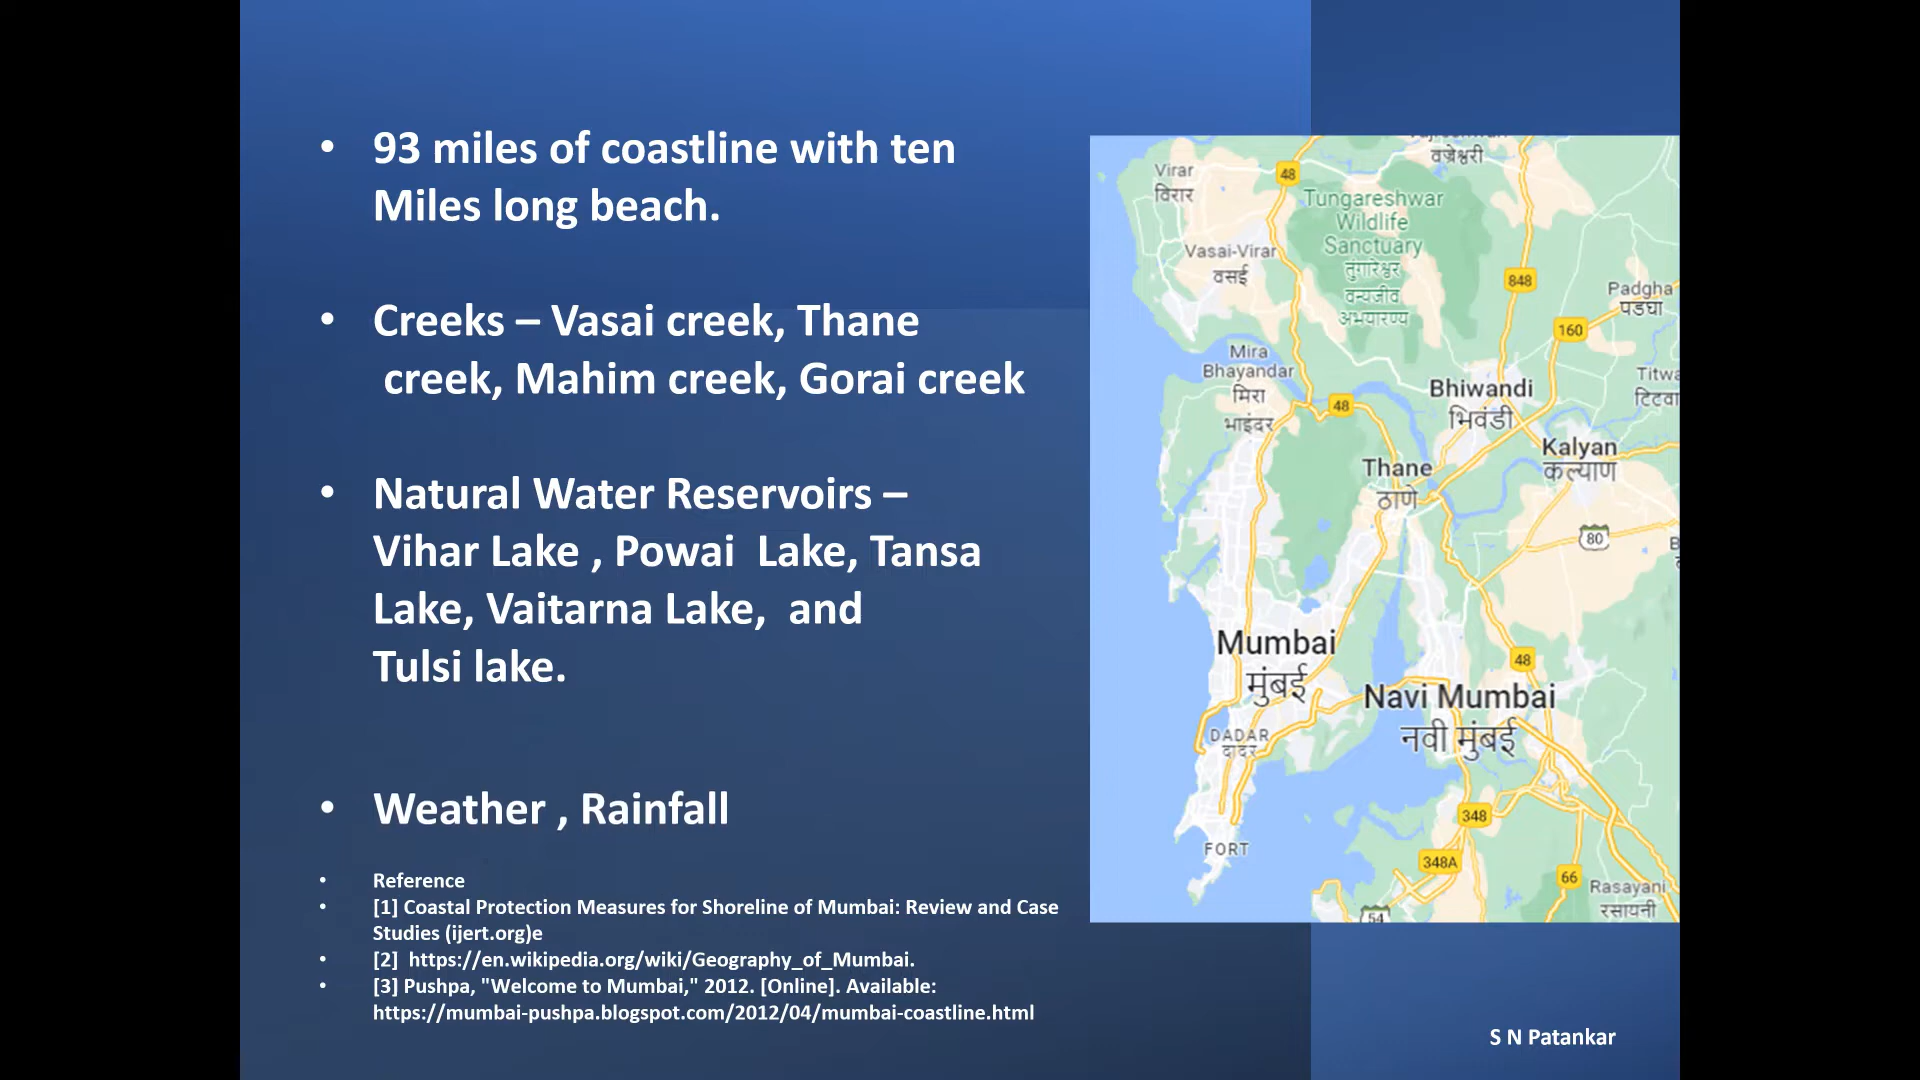 • 93 miles of coastline with ten
Miles long beach.
• Creeks – Vasai creek, Thane
creek, Mahim creek, Gorai creek
• Natural Water Reservoirs –
Vihar Lake , Powai  Lake, Tansa
Lake, Vaitarna Lake,  and
Tulsi lake.
• Weather , Rainfall
• Reference
• [1] Coastal Protection Measures for Shoreline of Mumbai: Review and Case
Studies (ijert.org)e
• [2]  https://en.wikipedia.org/wiki/Geography_of_Mumbai.
• [3] Pushpa, "Welcome to Mumbai," 2012. [Online]. Available:
https://mumbai-pushpa.blogspot.com/2012/04/mumbai-coastline.html
वज्रेश्वरी
Virar
विरार
48
Tungareshwar
Wildlife
Sanctuary
तुंगारेश्वर
वन्यजीव
अभयारण्य
Vasai-Virar
वसई
848
Padgha
पडघा
160
Mira
Bhayandar
मिरा
भाइंदर
48
Bhiwandi
भिवंडी
Titwa
टिटवा
Kalyan
कल्याण
Thane
ठाणे
80
Mumbai
मुंबई
48
Navi Mumbai
नवी मुंबई
DADAR
दादर
348
FORT
348A
66
Rasayani
रसायनी
54
S N Patankar